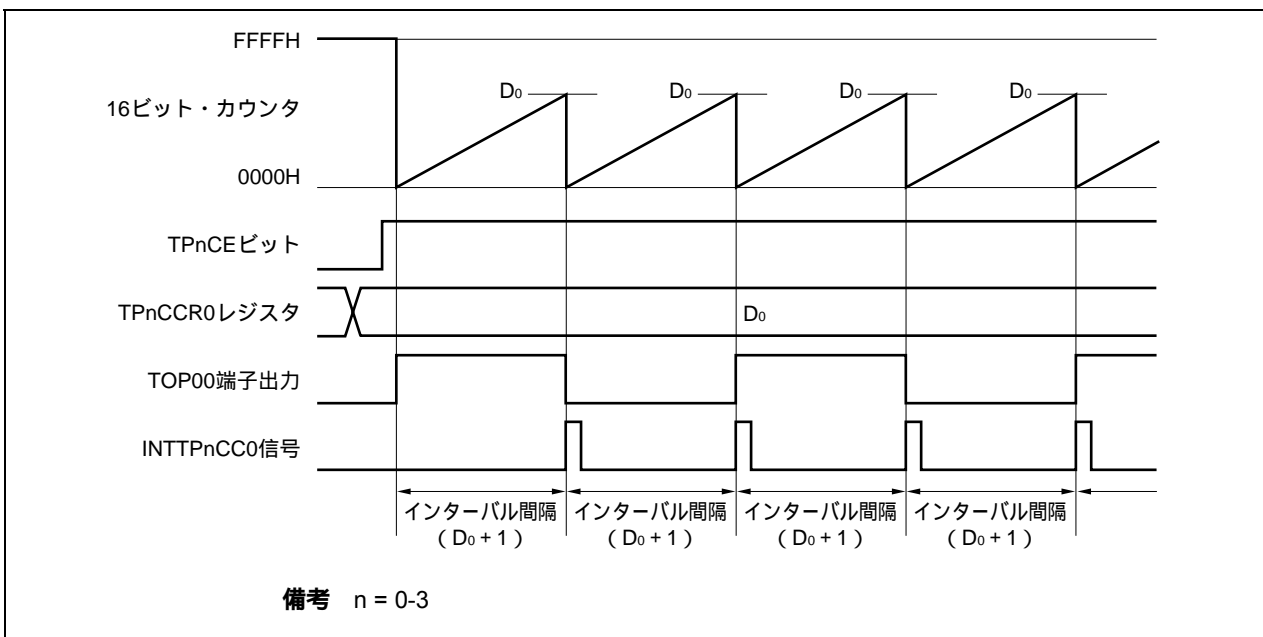 FFFFH
D0 D0 D0 D0
16ビット・カウンタ
0000H
TPnCEビット
TPnCCR0レジスタ D0
TOP00端子出力
INTTPnCC0信号
インターバル間隔 インターバル間隔 インターバル間隔 インターバル間隔
(D0+1) (D0+1) (D0+1) (D0+1)
備考 n = 0-3